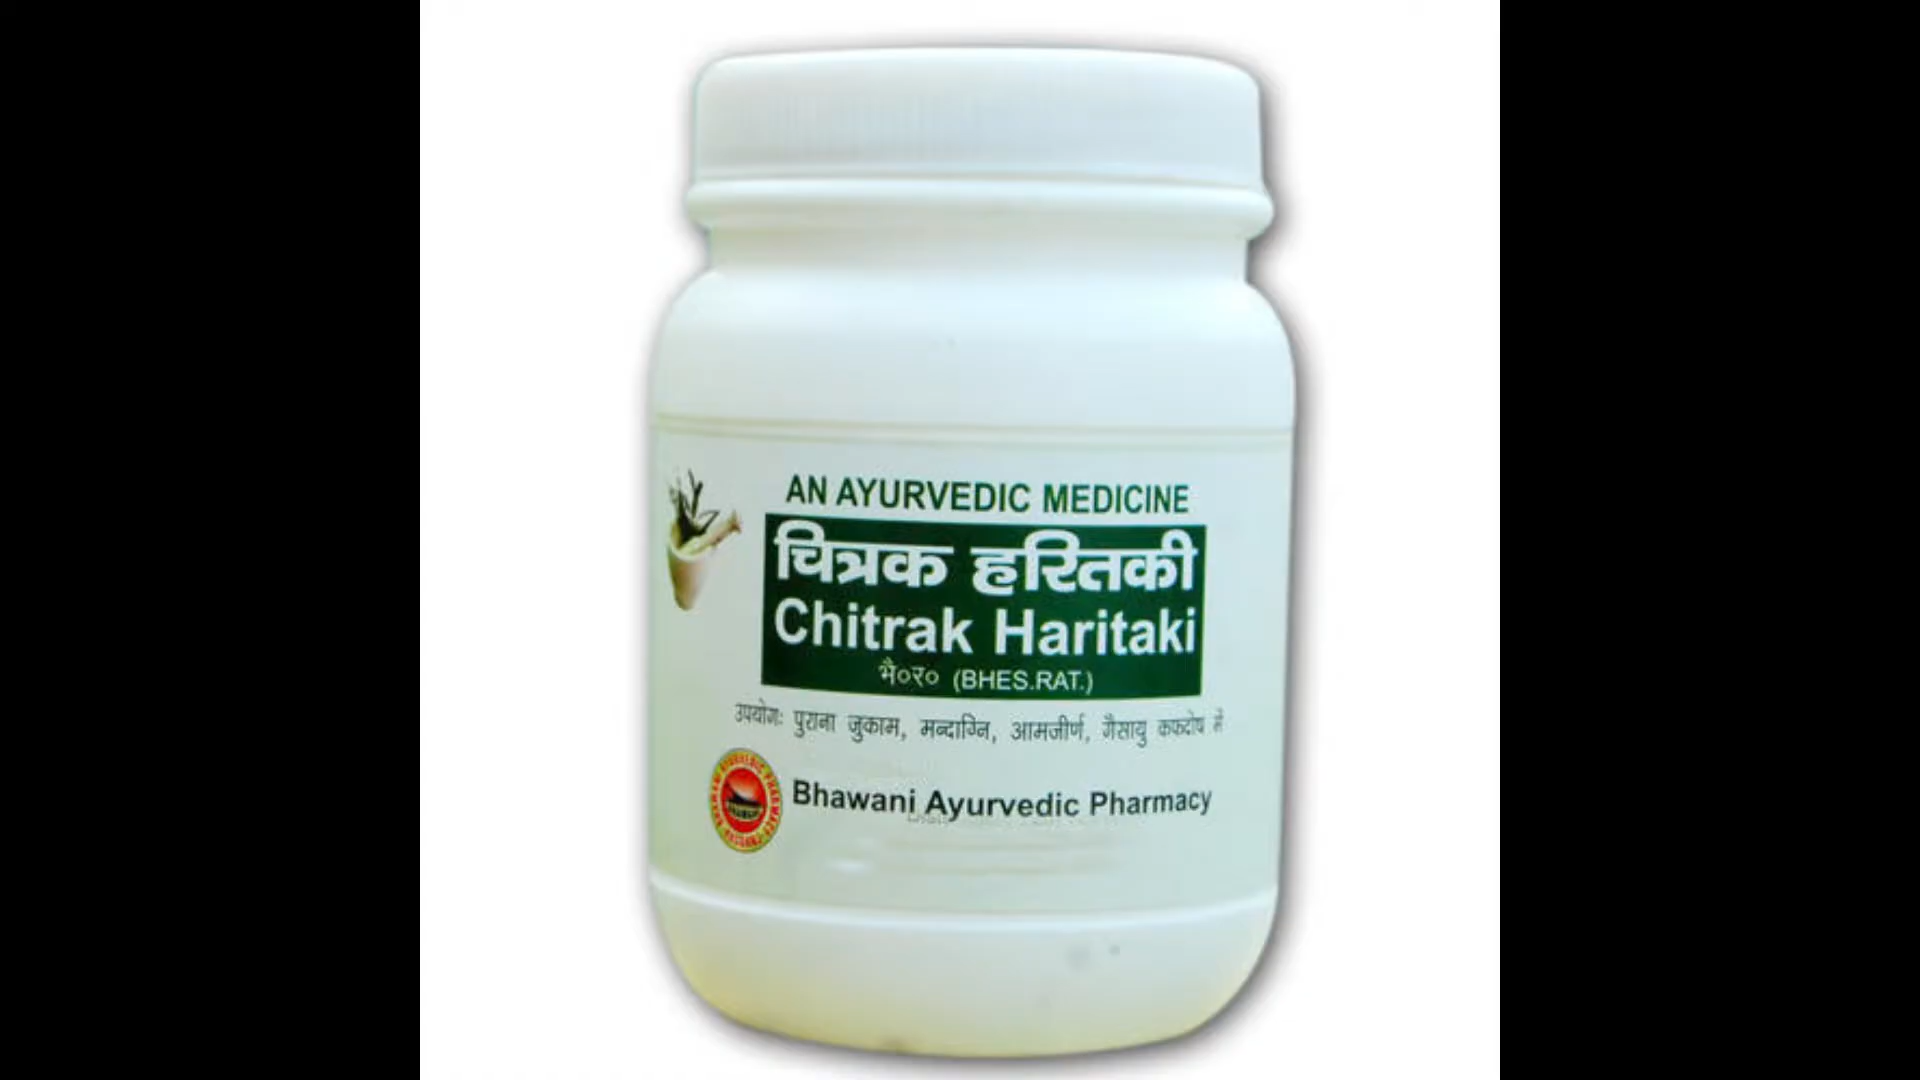 AN AYURVEDIC MEDICINE
चित्रक हरितकी
Chitrak Haritaki
भै०र० (BHES.RAT.)
उपयोगः पुराना जुकाम, मन्दाग्नि, आमजीर्ण, गैसायु कफदोष में
Bhawani Ayurvedic Pharmacy